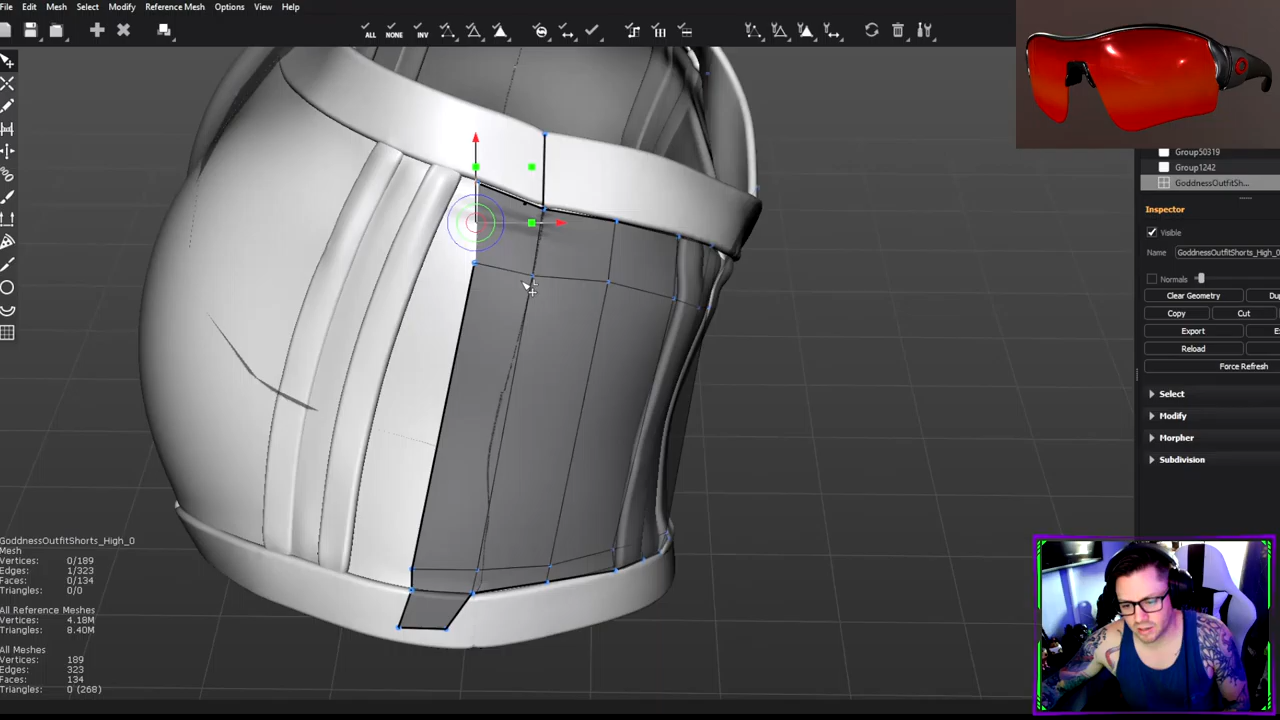 File Edit Mesh Select Modify Reference Mesh Options View Help
ALL NONE INV
Group50319
Group1242
GoddnessOutfitSh...
Inspector
Visible
Name GoddnessOutfitShorts_High_0
Normals
Clear Geometry
Copy Cut
Export
Reload
Force Refresh
Select
Modify
Morpher
Subdivision
GoddnessOutfitShorts_High_0
Mesh
Vertices: 0/189
Edges: 1/323
Faces: 0/134
Triangles: 0/0
All Reference Meshes
Vertices: 4.18M
Triangles: 8.40M
All Meshes
Vertices: 189
Edges: 323
Faces: 134
Triangles: 0 (268)